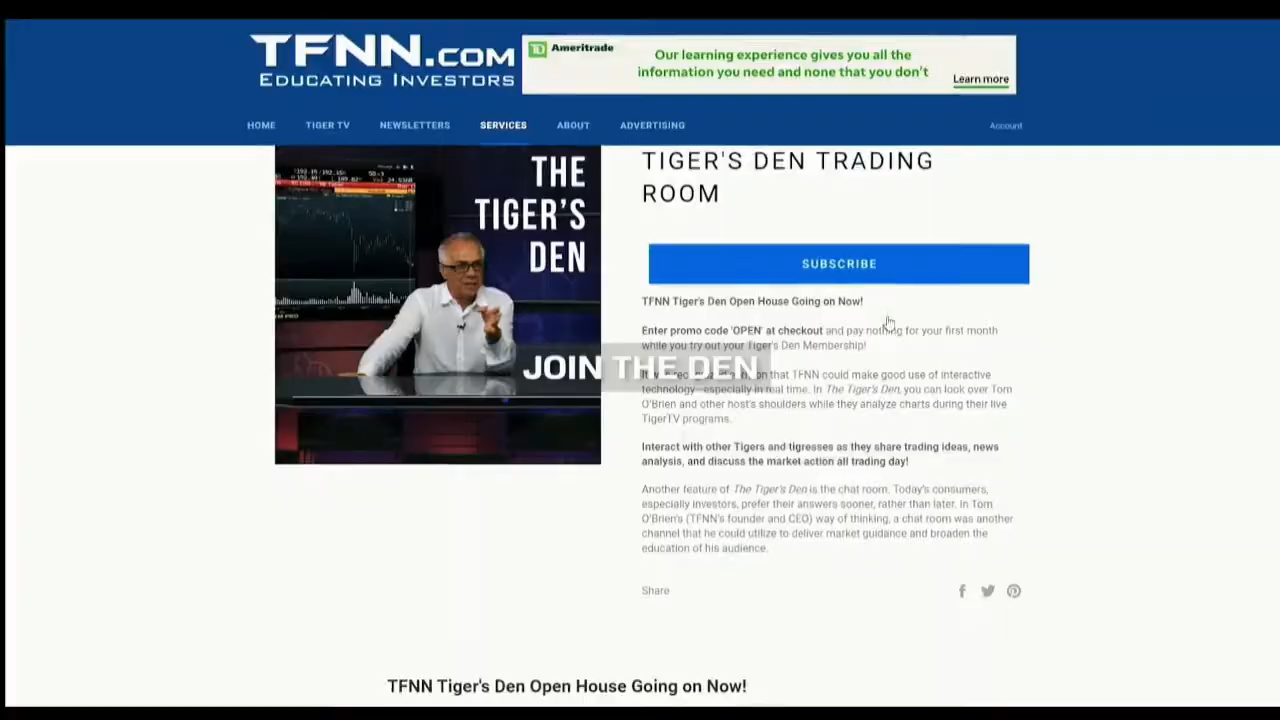 TFNN.COM
EDUCATING INVESTORS
Ameritrade
Our learning experience gives you all the
information you need and none that you don't
Learn more
HOME
TIGER TV
NEWSLETTERS
SERVICES
ABOUT
ADVERTISING
Account
THE
TIGER'S
DEN
TIGER'S DEN TRADING
ROOM
SUBSCRIBE
TFNN Tiger's Den Open House Going on Now!
Enter promo code 'OPEN' at checkout and pay nothing for your first month
while you try out your Tiger's Den Membership!
JOIN THE DEN
that TFNN could make good use of interactive
technology—especially in real time. In The Tiger's Den, you can look over Tom
O'Brien and other host's shoulders while they analyze charts during their live
TigerTV programs.
Interact with other Tigers and tigresses as they share trading ideas, news
analysis, and discuss the market action all trading day!
Another feature of The Tiger's Den is the chat room. Today's consumers,
especially investors, prefer their answers sooner, rather than later. In Tom
O'Brien's (TFNN's founder and CEO) way of thinking, a chat room was another
channel that he could utilize to deliver market guidance and broaden the
education of his audience.
Share
TFNN Tiger's Den Open House Going on Now!